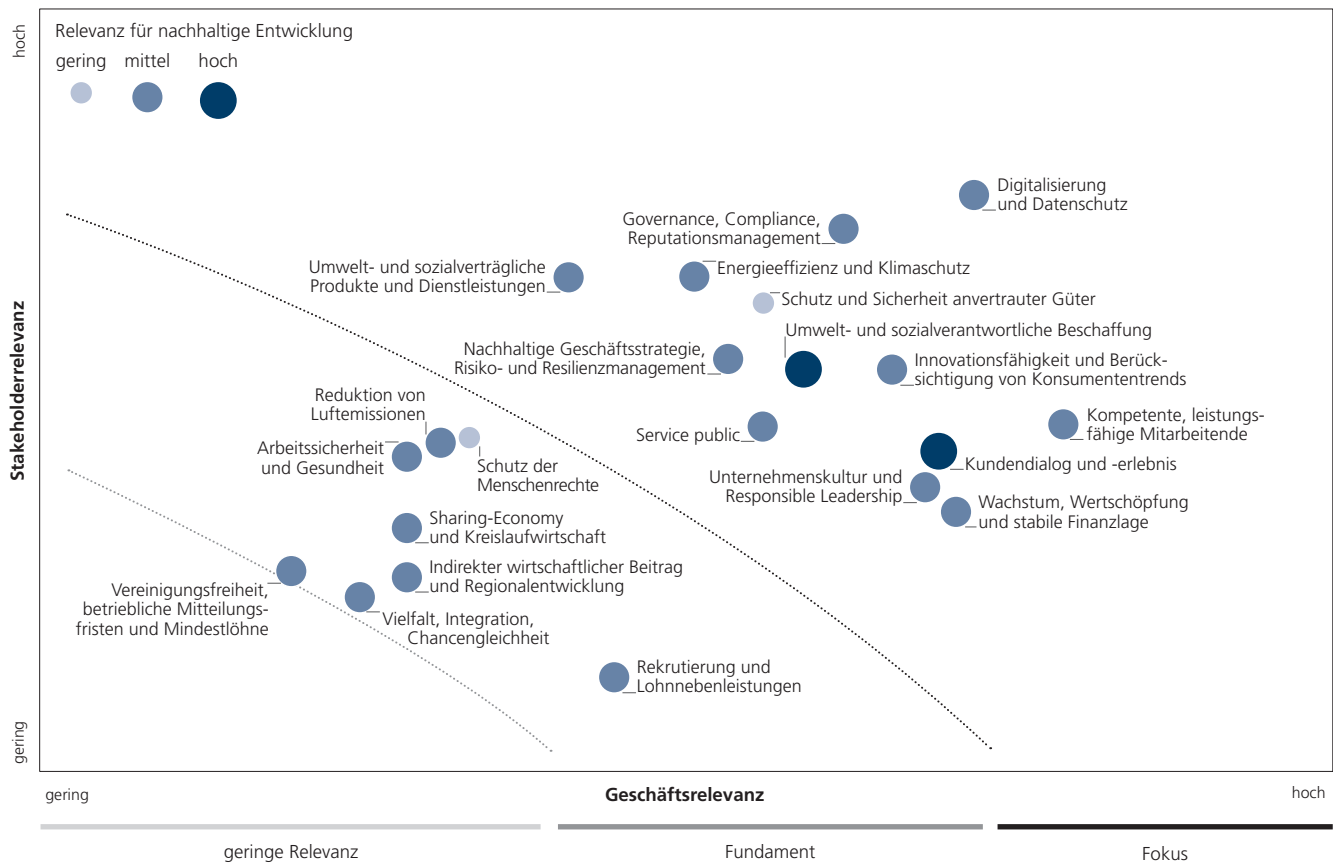 hoch
Relevanz für nachhaltige Entwicklung
gering mittel hoch
Digitalisierung
und Datenschutz
Governance, Compliance,
Reputationsmanagement
Umwelt- und sozialverträgliche
Produkte und Dienstleistungen
Energieeffizienz und Klimaschutz
Schutz und Sicherheit anvertrauter Güter
Umwelt- und sozialverantwortliche Beschaffung
Nachhaltige Geschäftsstrategie,
Risiko- und Resilienzmanagement
Innovationsfähigkeit und Berück-
sichtigung von Konsumententrends
Reduktion von
Luftemissionen
Kompetente, leistungs-
fähige Mitarbeitende
Service public
Arbeitssicherheit
und Gesundheit
Schutz der
Menschenrechte
Kundendialog und -erlebnis
Unternehmenskultur und
Responsible Leadership
Wachstum, Wertschöpfung
und stabile Finanzlage
Stakeholderrelevanz
Sharing-Economy
und Kreislaufwirtschaft
Indirekter wirtschaftlicher Beitrag
und Regionalentwicklung
Vereinigungsfreiheit,
betriebliche Mitteilungs-
fristen und Mindestlöhne
Vielfalt, Integration,
Chancengleichheit
Rekrutierung und
Lohnnebenleistungen
gering
gering Geschäftsrelevanz hoch
geringe Relevanz Fundament Fokus